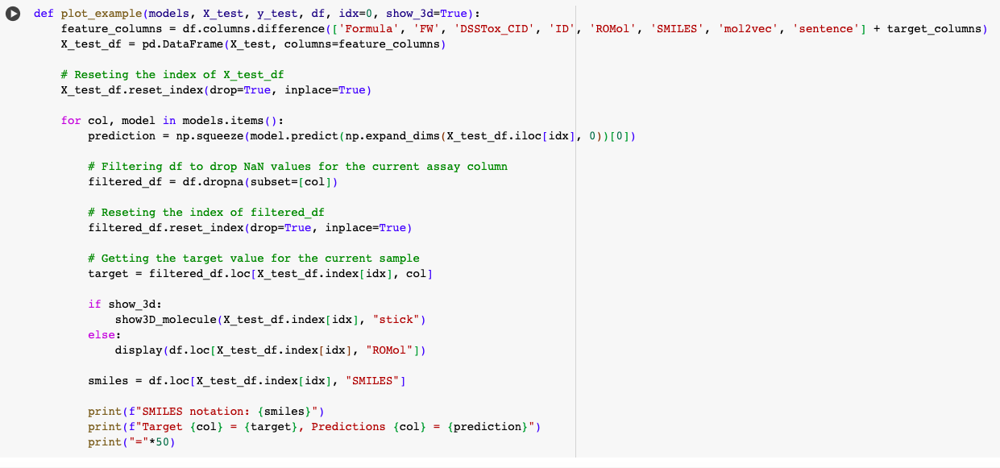 def plot_example(models, X_test, y_test, df, idx=0, show_3d=True):
    feature_columns = df.columns.difference(['Formula', 'FW', 'DSSTox_CID', 'ID', 'ROMol', 'SMILES', 'mol2vec', 'sentence'] + target_columns)
    X_test_df = pd.DataFrame(X_test, columns=feature_columns)

    # Reseting the index of X_test_df
    X_test_df.reset_index(drop=True, inplace=True)

    for col, model in models.items():
        prediction = np.squeeze(model.predict(np.expand_dims(X_test_df.iloc[idx], 0))[0])

        # Filtering df to drop NaN values for the current assay column
        filtered_df = df.dropna(subset=[col])

        # Reseting the index of filtered_df
        filtered_df.reset_index(drop=True, inplace=True)

        # Getting the target value for the current sample
        target = filtered_df.loc[X_test_df.index[idx], col]

        if show_3d:
            show3D_molecule(X_test_df.index[idx], "stick")
        else:
            display(df.loc[X_test_df.index[idx], "ROMol"])

        smiles = df.loc[X_test_df.index[idx], "SMILES"]

        print(f"SMILES notation: {smiles}")
        print(f"Target {col} = {target}, Predictions {col} = {prediction}")
        print("="*50)